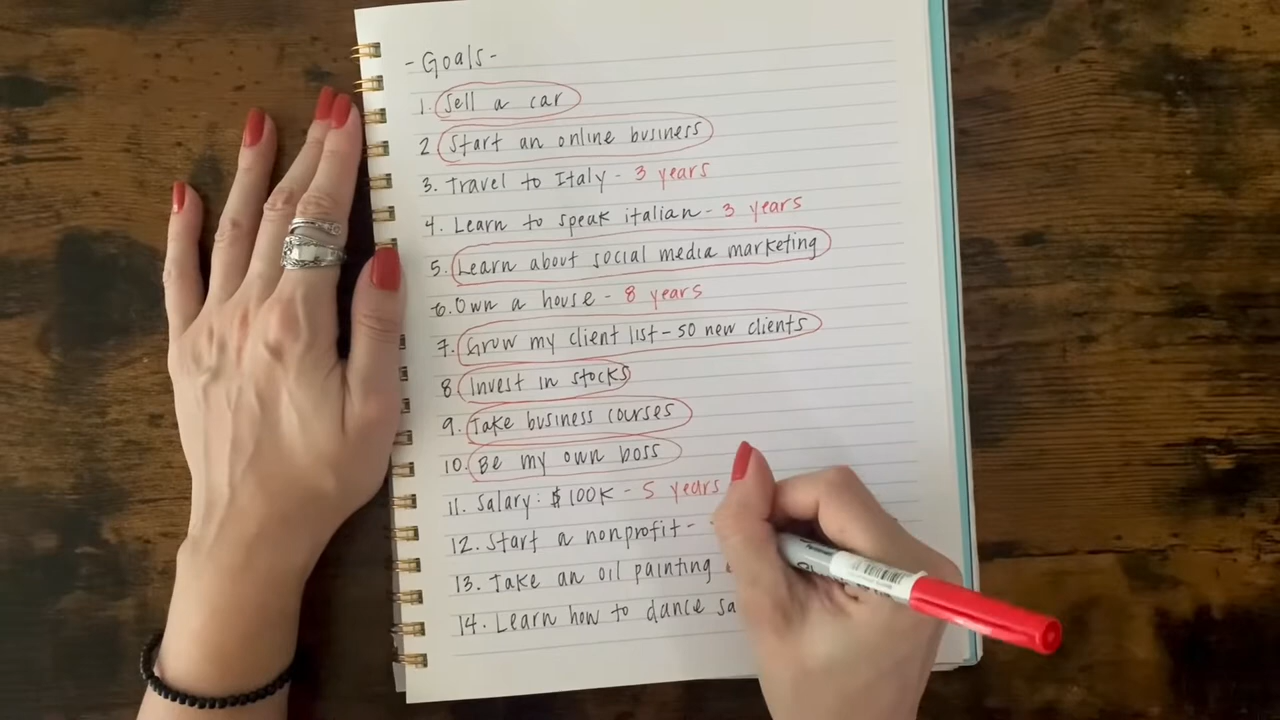 - Goals -
1. Sell a car
2 Start an online business
3. Travel to Italy - 3 years
4. Learn to speak italian - 3 years
5. Learn about social media marketing
6. Own a house - 8 years
7. Grow my client list - 50 new clients
8 Invest in stocks
9. Take business courses
10. Be my own boss
11. Salary: $100K - 5 years
12. Start a nonprofit -
13. Take an oil painting
14. Learn how to dance sa